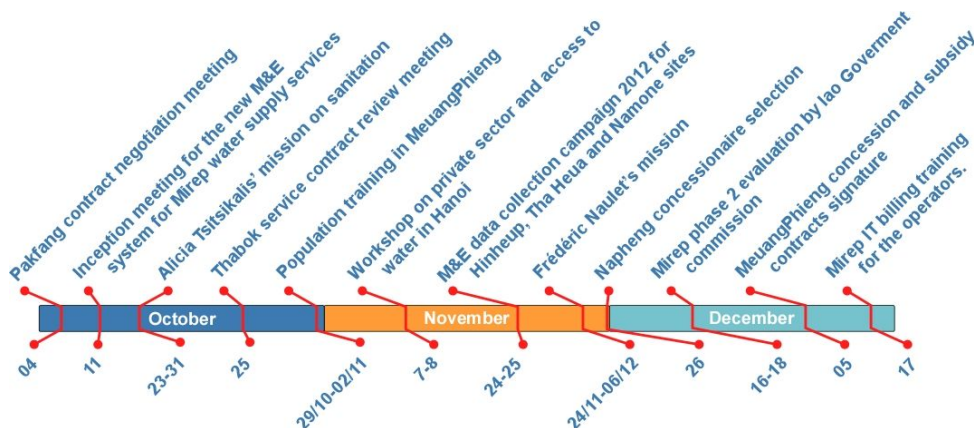 Pakfang contract negotiation meeting
Inception meeting for the new M&E
system for Mirep water supply services
Alicia Tsitsikalis’ mission on sanitation
Thabok service contract review meeting
Population training in MeuangPhieng
Workshop on private sector and access to
water in Hanoi
M&E data collection campaign 2012 for
Hinheup, Tha Heua and Namone sites
Frédéric Naulet’s mission
Napheng concessionaire selection
Mirep phase 2 evaluation by lao Goverment
commission
MeuangPhieng concession and subsidy
contracts signature
Mirep IT billing training
for the operators.
October
November
December
04
11
23-31
25
29/10-02/11
7-8
24-25
24/11-06/12
26
16-18
05
17